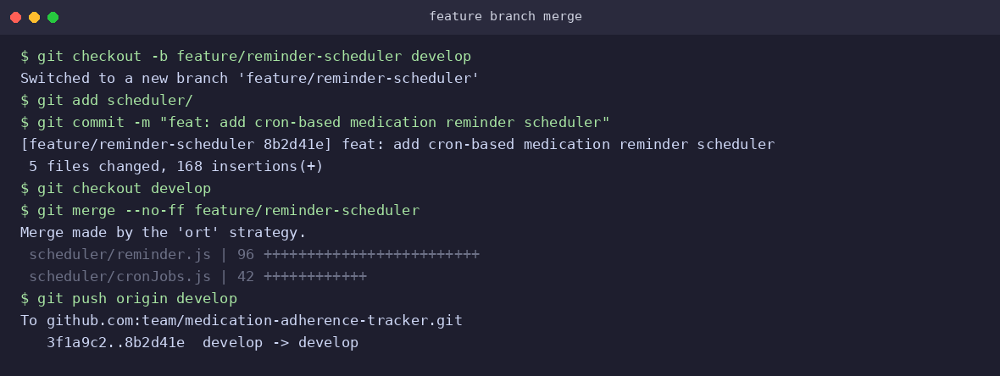 feature branch merge
$ git checkout -b feature/reminder-scheduler develop
Switched to a new branch 'feature/reminder-scheduler'
$ git add scheduler/
$ git commit -m "feat: add cron-based medication reminder scheduler"
[feature/reminder-scheduler 8b2d41e] feat: add cron-based medication reminder scheduler
 5 files changed, 168 insertions(+)
$ git checkout develop
$ git merge --no-ff feature/reminder-scheduler
Merge made by the 'ort' strategy.
 scheduler/reminder.js | 96 +++++++++++++++++++++++++
 scheduler/cronJobs.js | 42 ++++++++++++
$ git push origin develop
To github.com:team/medication-adherence-tracker.git
   3f1a9c2..8b2d41e  develop -> develop